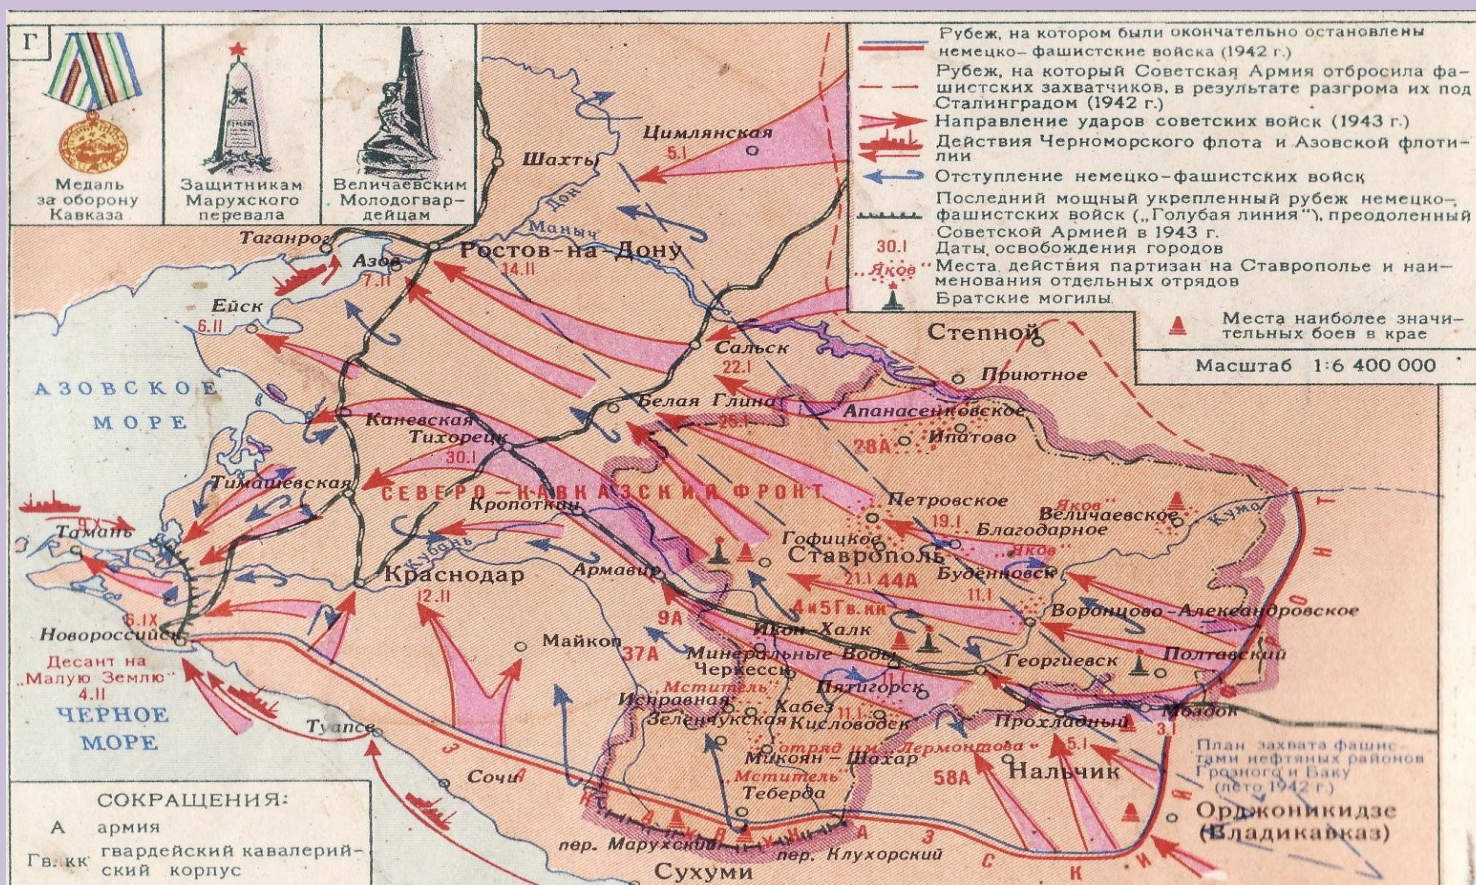 Г
Медаль
за оборону
Кавказа
Защитникам
Марухского
перевала
Величаевским
Молодогвар-
дейцам
Рубеж, на котором были окончательно остановлены
немецко-фашистские войска (1942 г.)
Рубеж, на который Советская Армия отбросила фа-
шистских захватчиков, в результате разгрома их под
Сталинградом (1942 г.)
Направление ударов советских войск (1943 г.)
Действия Черноморского флота и Азовской флоти-
лии
Отступление немецко-фашистских войск
Последний мощный укрепленный рубеж немецко-
фашистских войск („Голубая линия"), преодоленный
Советской Армией в 1943 г.
30.I Даты освобождения городов
„Яков" Места действия партизан на Ставрополье и наи-
менования отдельных отрядов
Братские могилы
Места наиболее значи-
тельных боев в крае
Масштаб 1:6 400 000
Цимлянская
5.I
Шахты
Дон
Маныч
Таганрог
Ростов-на-Дону
14.II
Азов
7.II
Ейск
6.II
Степной
Сальск
22.I
Приютное
АЗОВСКОЕ
МОРЕ
Белая Глина
25.I
Апанасенковское
Каневская
Тихорецк
30.I
28А
Ипатово
Тимашевская
СЕВЕРО-КАВКАЗСКИЙ ФРОНТ
Кропоткин
Петровское
19.I
Благодарное
„Яков"
Величаевское
Кума
9.X
Тамань
Кубань
Гофицкое
Ставрополь
21.I
44А
„Яков"
Будённовск
11.I
Краснодар
12.II
Армавир
4 и 5 Гв. кк
Воронцово-Александровское
6.IX
Новороссийск
9А
Икон-Халк
Майкоп
37А
Минеральные Воды
11.I
Черкесск
Георгиевск
Полтавский
Десант на
„Малую Землю"
4.II
„Мститель"
Пятигорск
11.I
Исправная
Хабез
Зеленчукская
Кисловодск
Прохладный
Моздок
3.I
ЧЕРНОЕ
МОРЕ
Туапсе
отряд им. Лермонтова"
5.I
Микоян-Шахар
58А
Нальчик
План захвата фашис-
тами нефтяных районов
Грозного и Баку
(лето 1942 г.)
Сочи
„Мститель"
Теберда
Орджоникидзе
(Владикавказ)
ЗАКАВКАЗСКИЙ ФРОНТ
пер. Марухский
пер. Клухорский
Сухуми
СОКРАЩЕНИЯ:
А армия
Гв. кк гвардейский кавалерий-
ский корпус